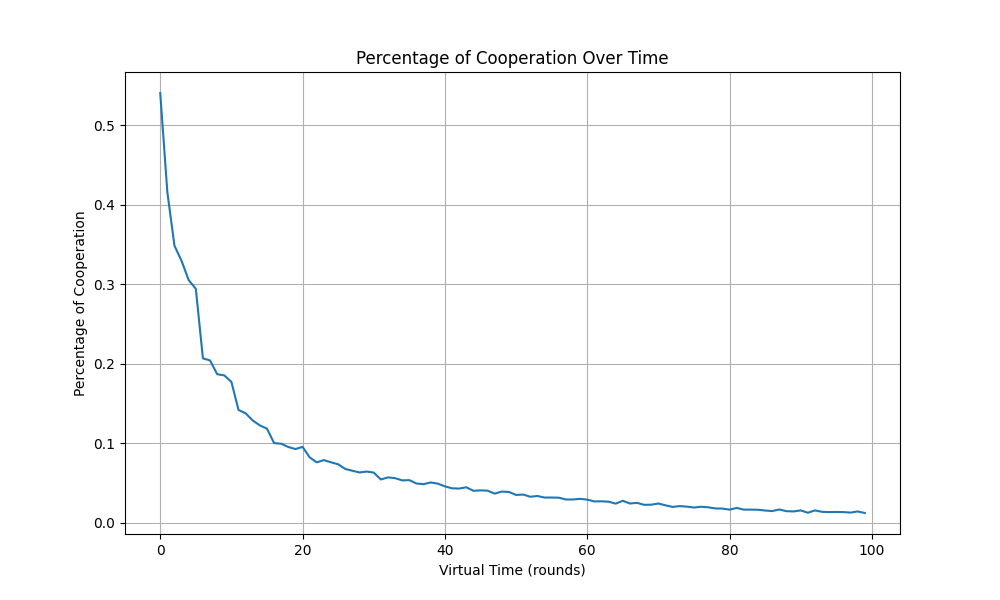 Percentage of Cooperation Over Time
Percentage of Cooperation
0.5
0.4
0.3
0.2
0.1
0.0
0 20 40 60 80 100
Virtual Time (rounds)